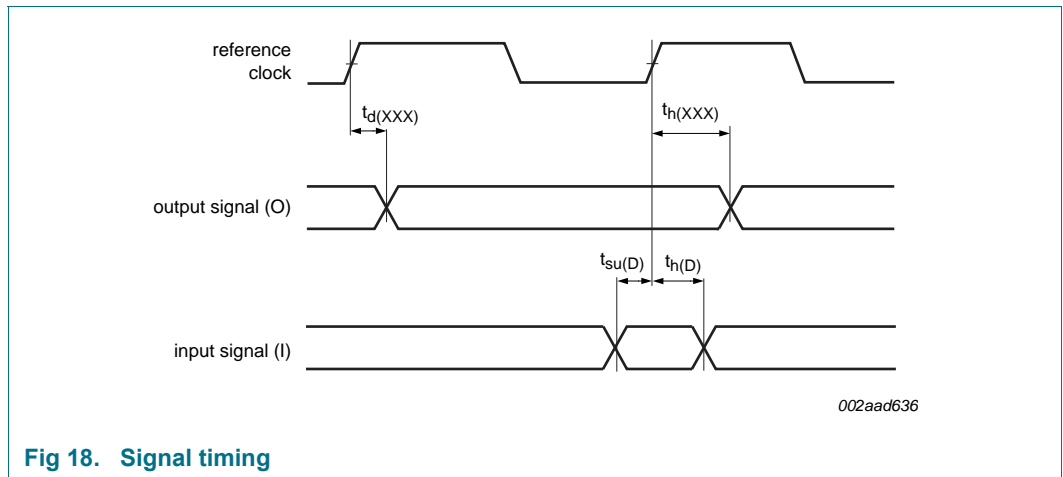 reference
clock
td(XXX)
th(XXX)
output signal (O)
tsu(D)
th(D)
input signal (I)
002aad636
Fig 18. Signal timing